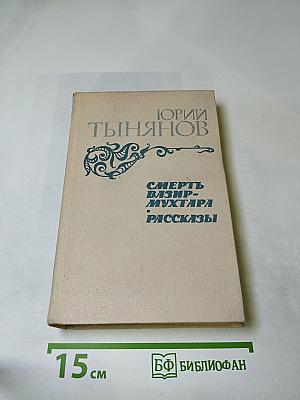 ЮРИЙ
ТЫНЯНОВ
СМЕРТЬ
ВАЗИР-
МУХТАРА
•
РАССКАЗЫ
15 см
БФ БИБЛИОФАН